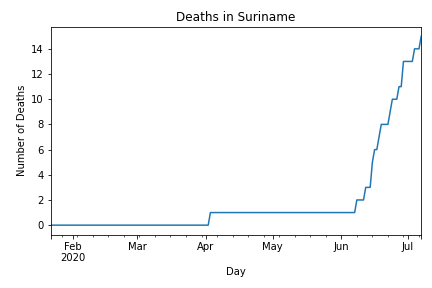 Deaths in Suriname
Number of Deaths
14
12
10
8
6
4
2
0
Feb
2020
Mar
Apr
May
Jun
Jul
Day